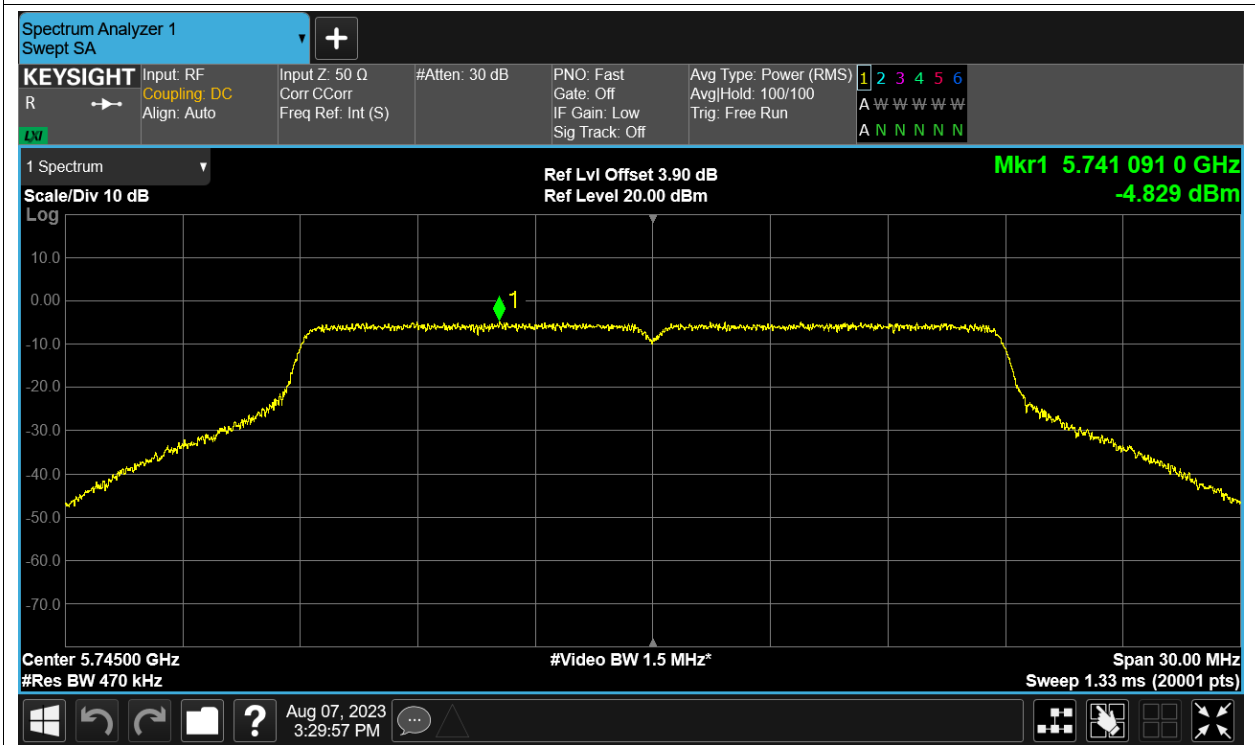 Spectrum Analyzer 1
Swept SA
KEYSIGHT
R
LXI
Input: RF
Coupling: DC
Align: Auto
Input Z: 50 Ω
Corr CCorr
Freq Ref: Int (S)
#Atten: 30 dB
PNO: Fast
Gate: Off
IF Gain: Low
Sig Track: Off
Avg Type: Power (RMS)
Avg|Hold: 100/100
Trig: Free Run
1 2 3 4 5 6
A W W W W W
A N N N N N
1 Spectrum
Scale/Div 10 dB
Log
Ref Lvl Offset 3.90 dB
Ref Level 20.00 dBm
Mkr1 5.741 091 0 GHz
-4.829 dBm
10.0
0.00
1
-10.0
-20.0
-30.0
-40.0
-50.0
-60.0
-70.0
Center 5.74500 GHz
#Res BW 470 kHz
#Video BW 1.5 MHz*
Span 30.00 MHz
Sweep 1.33 ms (20001 pts)
?
Aug 07, 2023
3:29:57 PM